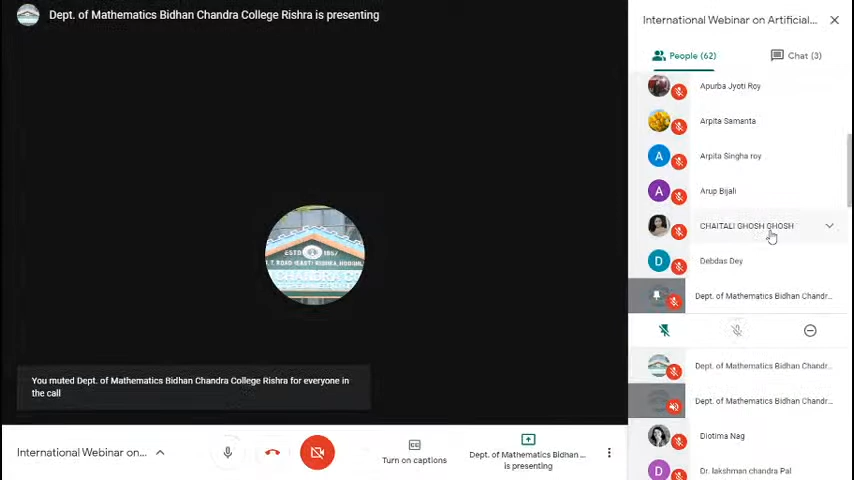 Dept. of Mathematics Bidhan Chandra College Rishra is presenting
International Webinar on Artificial...
People (62)
Chat (3)
Apurba Jyoti Roy
Arpita Samanta
A
Arpita Singha roy
A
Arup Bijali
CHAITALI GHOSH GHOSH
D
Debdas Dey
Dept. of Mathematics Bidhan Chandr...
Dept. of Mathematics Bidhan Chandr...
Dept. of Mathematics Bidhan Chandr...
Diotima Nag
D
Dr. lakshman chandra Pal
ESTD 1957
You muted Dept. of Mathematics Bidhan Chandra College Rishra for everyone in
the call
International Webinar on...
Turn on captions
Dept. of Mathematics Bidhan ...
is presenting